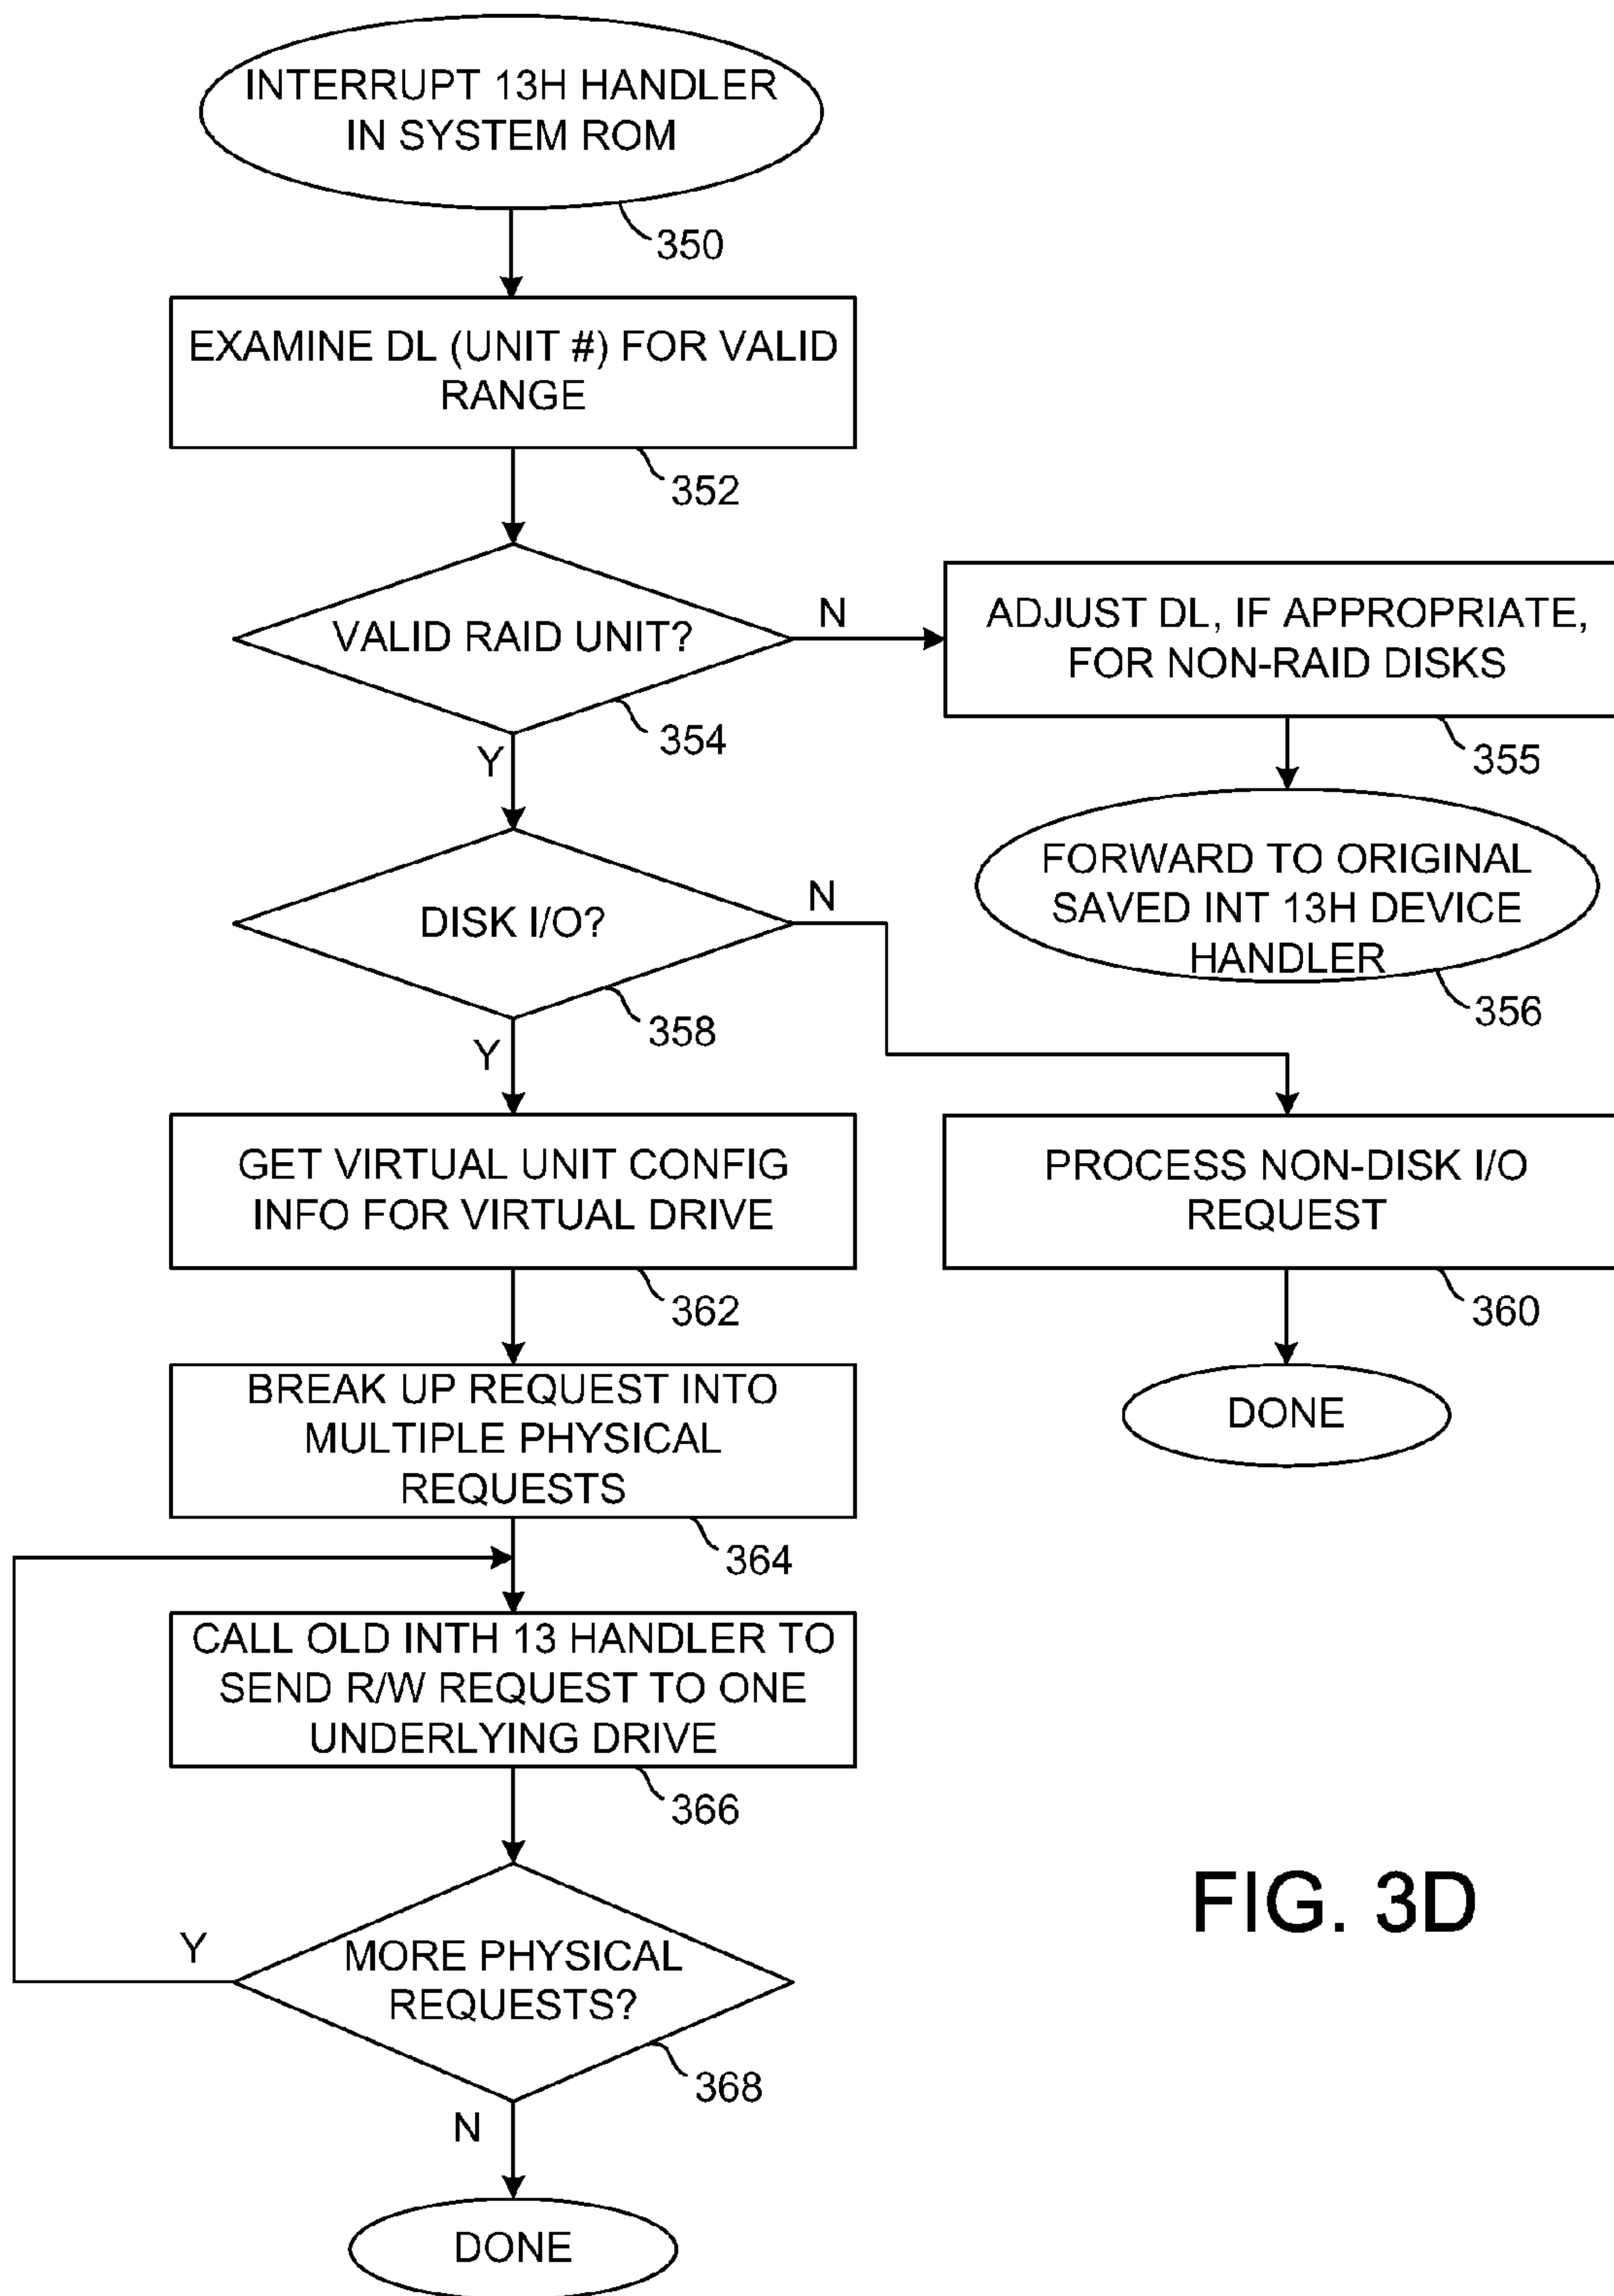 INTERRUPT 13H HANDLER
IN SYSTEM ROM
350
EXAMINE DL (UNIT #) FOR VALID
RANGE
352
VALID RAID UNIT?
N
354
Y
ADJUST DL, IF APPROPRIATE,
FOR NON-RAID DISKS
355
FORWARD TO ORIGINAL
SAVED INT 13H DEVICE
HANDLER
356
DISK I/O?
N
358
Y
GET VIRTUAL UNIT CONFIG
INFO FOR VIRTUAL DRIVE
362
PROCESS NON-DISK I/O
REQUEST
360
DONE
BREAK UP REQUEST INTO
MULTIPLE PHYSICAL
REQUESTS
364
CALL OLD INTH 13 HANDLER TO
SEND R/W REQUEST TO ONE
UNDERLYING DRIVE
366
Y
MORE PHYSICAL
REQUESTS?
368
N
DONE
FIG. 3D